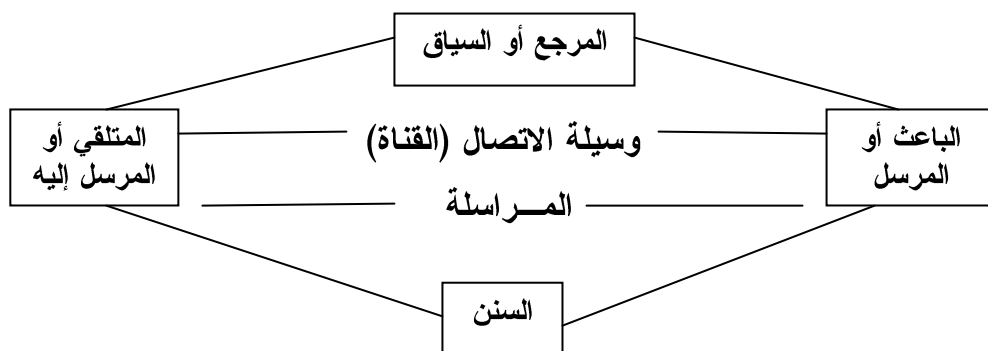 المرجع أو السياق
الباعث أو
المرسل
وسيلة الاتصال (القناة)
المتلقي أو
المرسل إليه
المـــراسلة
السنن